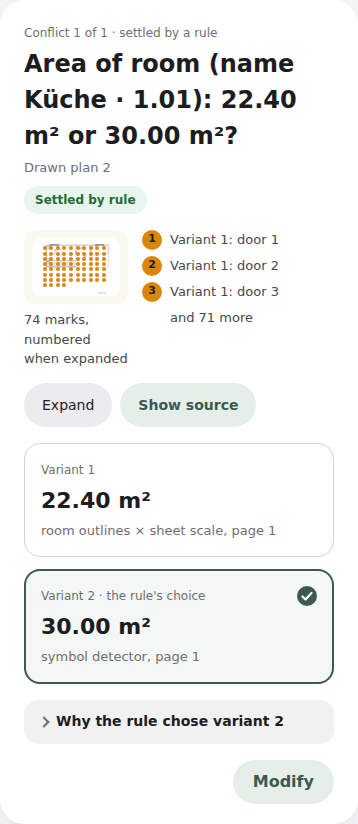 Conflict 1 of 1 · settled by a rule
Area of room (name
Küche · 1.01): 22.40
m² or 30.00 m²?
Drawn plan 2
Settled by rule
1 Variant 1: door 1
2 Variant 1: door 2
3 Variant 1: door 3
and 71 more
74 marks,
numbered
when expanded
Expand
Show source
Variant 1
22.40 m²
room outlines × sheet scale, page 1
Variant 2 · the rule's choice
30.00 m²
symbol detector, page 1
Why the rule chose variant 2
Modify